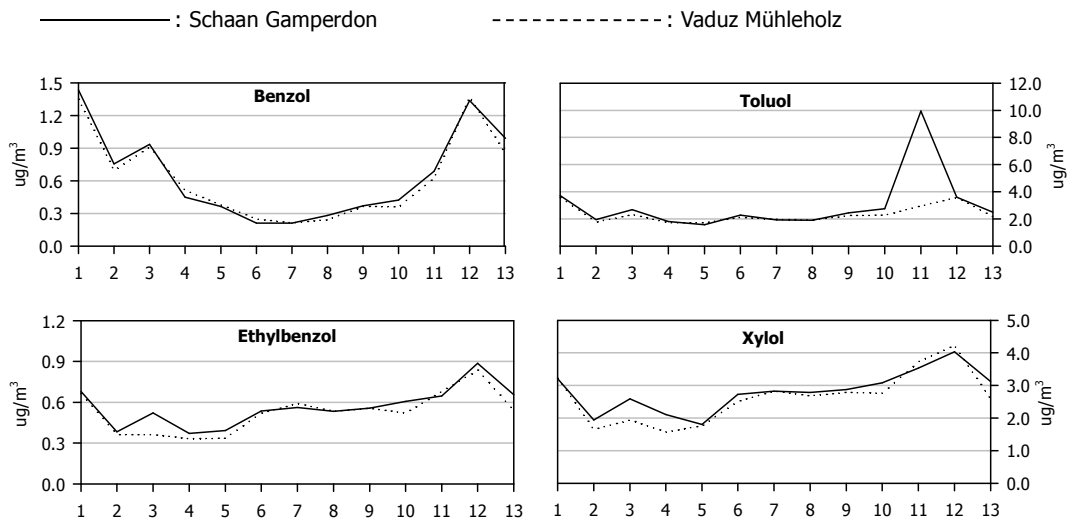 : Schaan Gamperdon : Vaduz Mühleholz
Benzol
ug/m³
1.5
1.2
0.9
0.6
0.3
0.0
1 2 3 4 5 6 7 8 9 10 11 12 13
Toluol
ug/m³
12.0
10.0
8.0
6.0
4.0
2.0
0.0
1 2 3 4 5 6 7 8 9 10 11 12 13
Ethylbenzol
ug/m³
1.2
0.9
0.6
0.3
0.0
1 2 3 4 5 6 7 8 9 10 11 12 13
Xylol
ug/m³
5.0
4.0
3.0
2.0
1.0
0.0
1 2 3 4 5 6 7 8 9 10 11 12 13